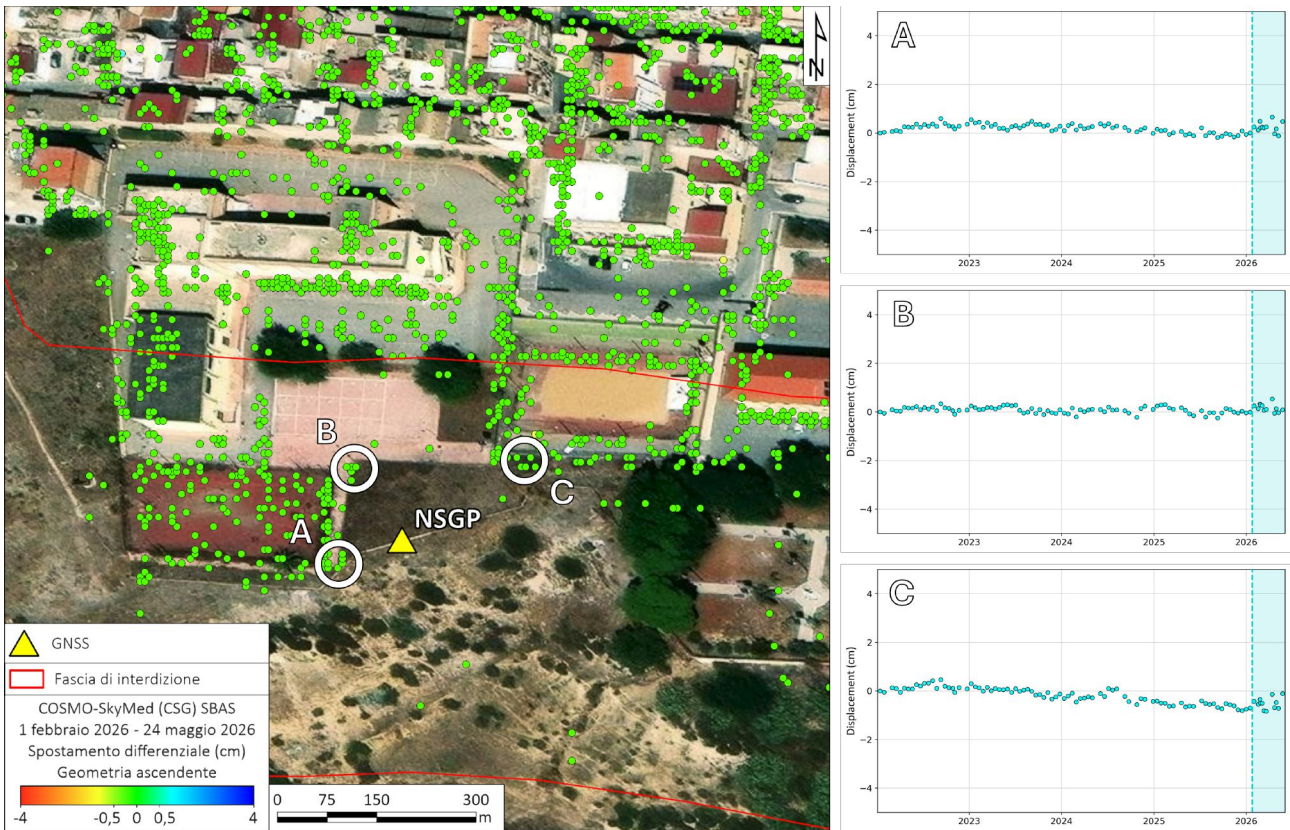 N
B
C
A
NSGP
GNSS
Fascia di interdizione
COSMO-SkyMed (CSG) SBAS
1 febbraio 2026 - 24 maggio 2026
Spostamento differenziale (cm)
Geometria ascendente
-4 -0,5 0 0,5 4
0 75 150 300
m
A
Displacement (cm)
4
2
0
−2
−4
2023 2024 2025 2026
B
Displacement (cm)
4
2
0
−2
−4
2023 2024 2025 2026
C
Displacement (cm)
4
2
0
−2
−4
2023 2024 2025 2026